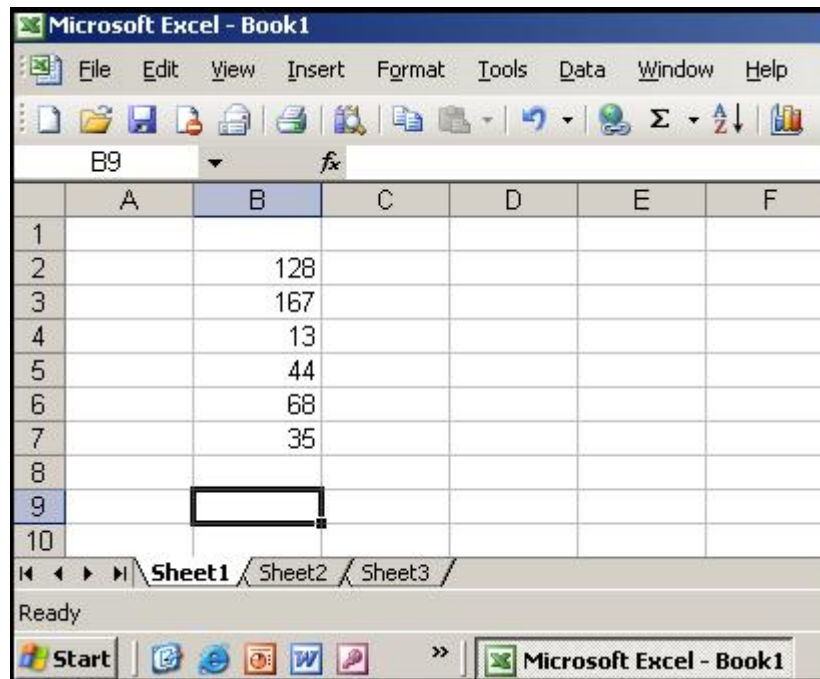 Microsoft Excel - Book1
File Edit View Insert Format Tools Data Window Help
Σ A Z
B9 fx
A B C D E F
1
2 128
3 167
4 13
5 44
6 68
7 35
8
9
10
Sheet1 Sheet2 Sheet3
Ready
Start W » Microsoft Excel - Book1